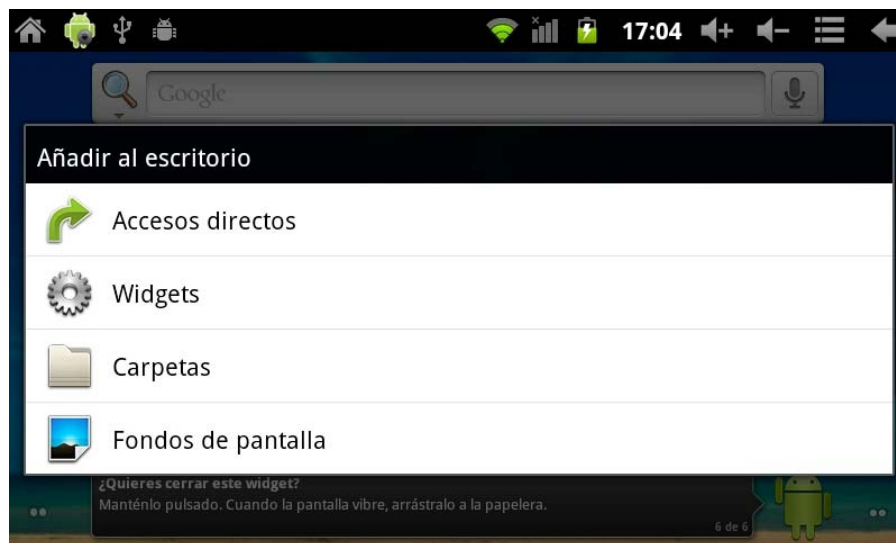 17:04
Google
Añadir al escritorio
Accesos directos
Widgets
Carpetas
Fondos de pantalla
¿Quieres cerrar este widget?
Manténlo pulsado. Cuando la pantalla vibre, arrástralo a la papelera.
6 de 6